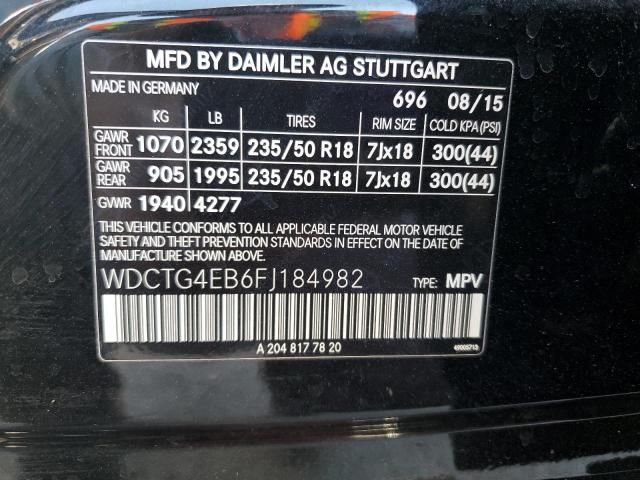 MFD BY DAIMLER AG STUTTGART
MADE IN GERMANY 696 08/15
KG LB TIRES RIM SIZE COLD KPA (PSI)
GAWR FRONT 1070 2359 235/50 R18 7Jx18 300(44)
GAWR REAR 905 1995 235/50 R18 7Jx18 300(44)
GVWR 1940 4277
THIS VEHICLE CONFORMS TO ALL APPLICABLE FEDERAL MOTOR VEHICLE
SAFETY AND THEFT PREVENTION STANDARDS IN EFFECT ON THE DATE OF
MANUFACTURE SHOWN ABOVE.
WDCTG4EB6FJ184982 TYPE: MPV
A 204 817 78 20